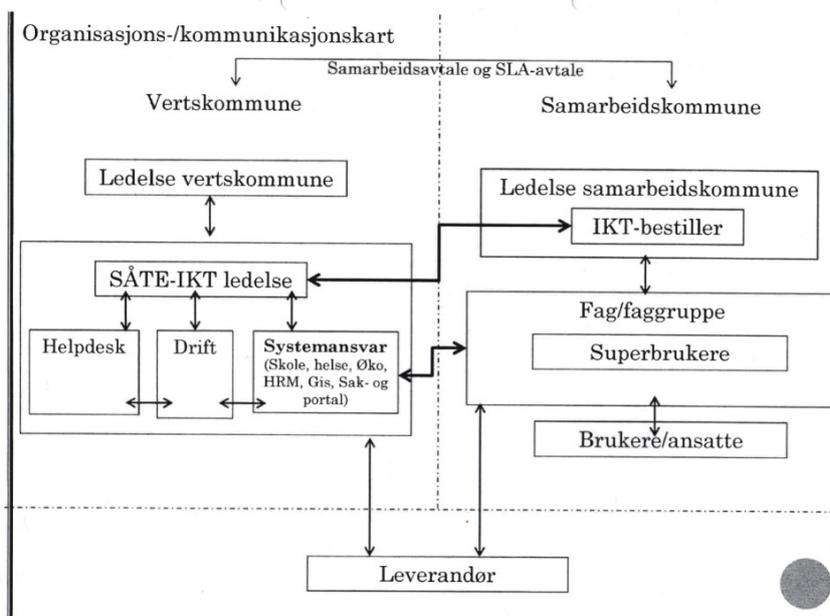 Organisasjons-/kommunikasjonskart
Samarbeidsavtale og SLA-avtale
Vertskommune
Samarbeidskommune
Ledelse vertskommune
Ledelse samarbeidskommune
IKT-bestiller
SÅTE-IKT ledelse
Fag/faggruppe
Helpdesk
Drift
Systemansvar
(Skole, helse, Øko,
HRM, Gis, Sak- og
portal)
Superbrukere
Brukere/ansatte
Leverandør